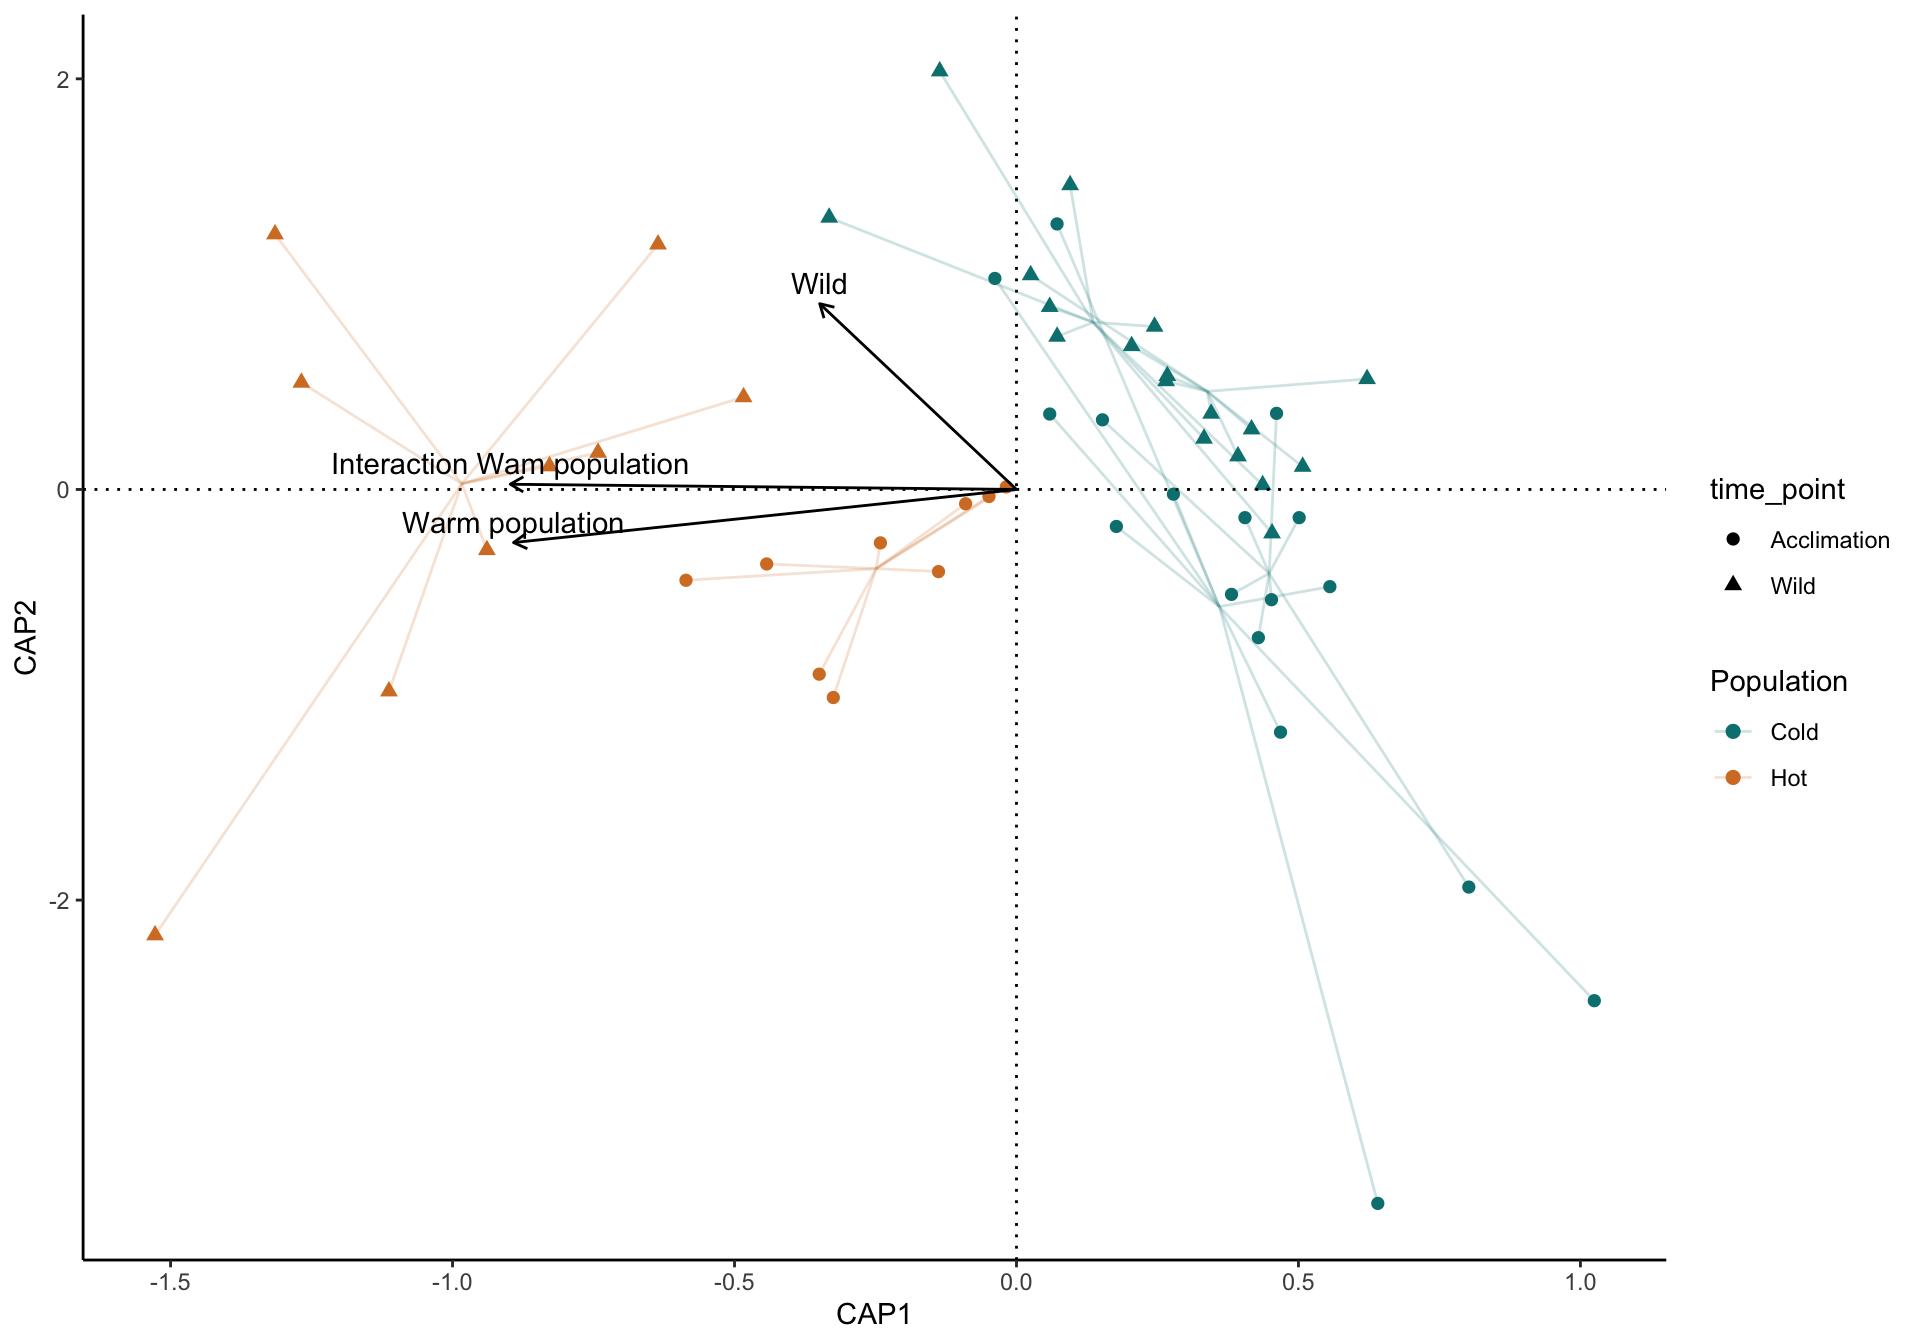 2
0
-2
CAP2
Wild
Interaction Wam population
Warm population
-1.5
-1.0
-0.5
0.0
0.5
1.0
CAP1
time_point
Acclimation
Wild
Population
Cold
Hot